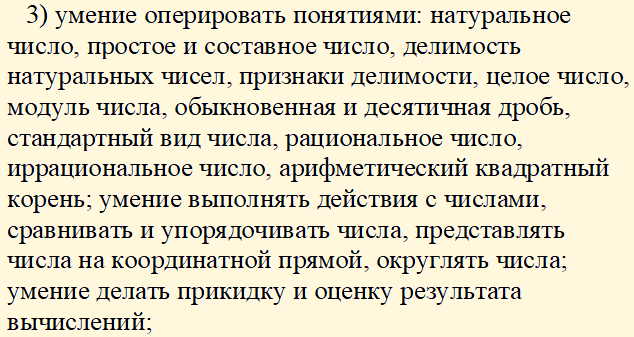 3) умение оперировать понятиями: натуральное
число, простое и составное число, делимость
натуральных чисел, признаки делимости, целое число,
модуль числа, обыкновенная и десятичная дробь,
стандартный вид числа, рациональное число,
иррациональное число, арифметический квадратный
корень; умение выполнять действия с числами,
сравнивать и упорядочивать числа, представлять
числа на координатной прямой, округлять числа;
умение делать прикидку и оценку результата
вычислений;